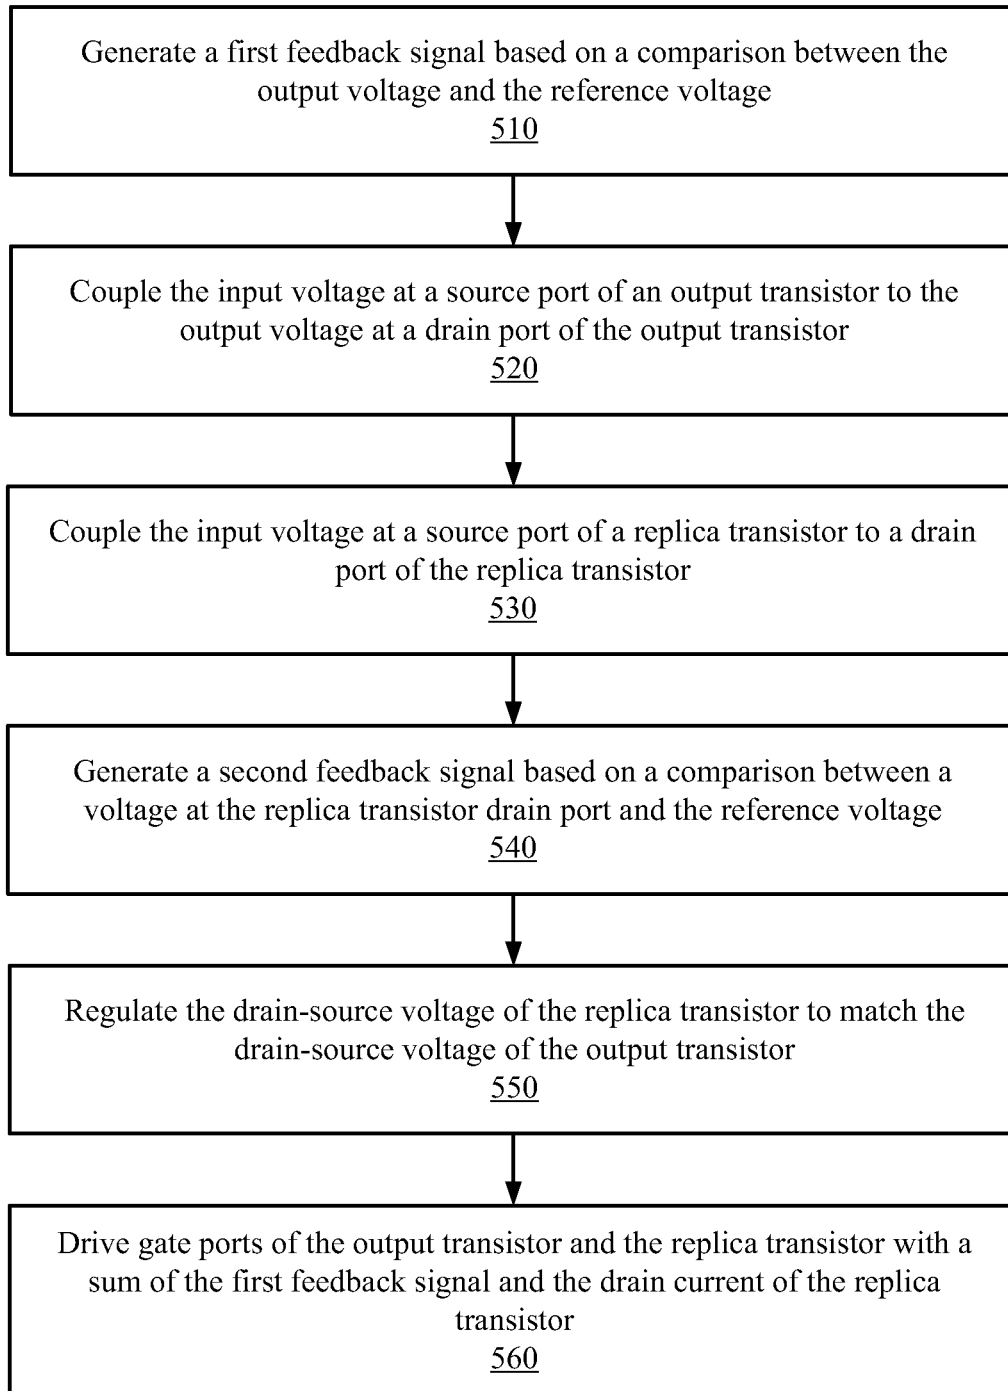 Generate a first feedback signal based on a comparison between the
output voltage and the reference voltage
510
Couple the input voltage at a source port of an output transistor to the
output voltage at a drain port of the output transistor
520
Couple the input voltage at a source port of a replica transistor to a drain
port of the replica transistor
530
Generate a second feedback signal based on a comparison between a
voltage at the replica transistor drain port and the reference voltage
540
Regulate the drain-source voltage of the replica transistor to match the
drain-source voltage of the output transistor
550
Drive gate ports of the output transistor and the replica transistor with a
sum of the first feedback signal and the drain current of the replica
transistor
560